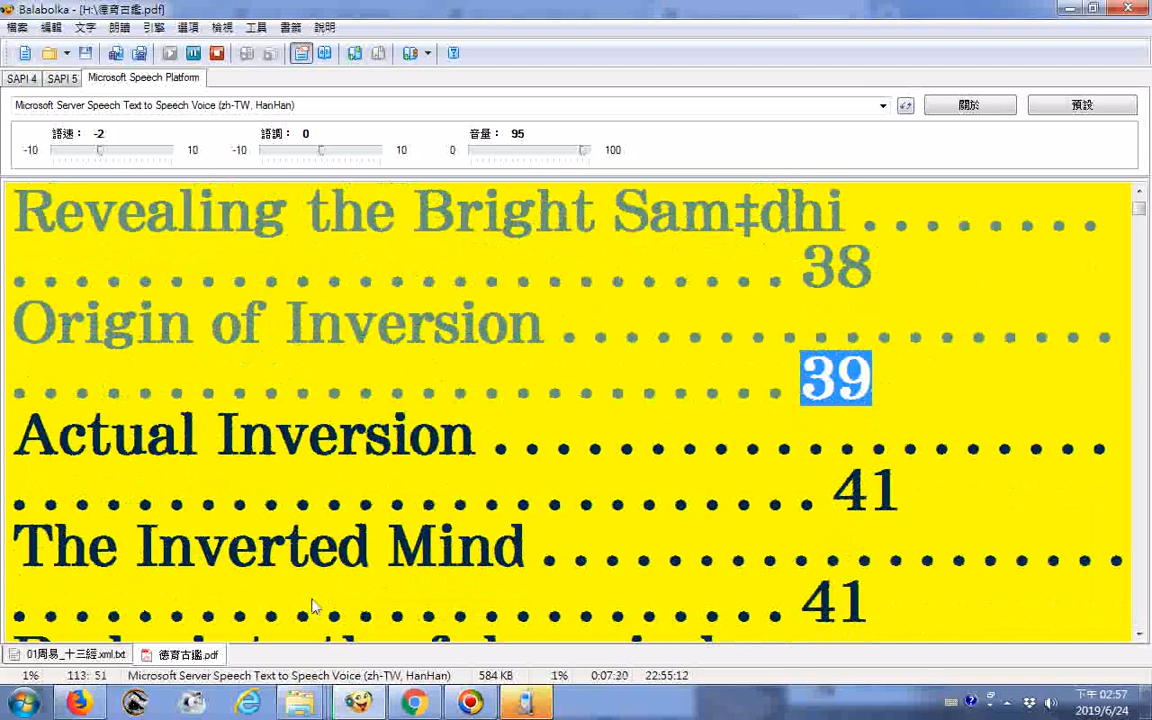 Balabolka - [H:\德育古鑑.pdf]
檔案 編輯 文字 朗讀 引擎 選項 檢視 工具 書籤 說明
SAPI 4 SAPI 5 Microsoft Speech Platform
Microsoft Server Speech Text to Speech Voice (zh-TW, HanHan) 關於 預設
語速： -2 語調： 0 音量： 95
-10 10 -10 10 0 100
Revealing the Bright Sam‡dhi . . . . . . . .
. . . . . . . . . . . . . . . . . . . . . . . . . 38
Origin of Inversion . . . . . . . . . . . . . . . . . .
. . . . . . . . . . . . . . . . . . . . . . . . . 39
Actual Inversion . . . . . . . . . . . . . . . . . . . .
. . . . . . . . . . . . . . . . . . . . . . . . . . 41
The Inverted Mind . . . . . . . . . . . . . . . . . . .
. . . . . . . . . . . . . . . . . . . . . . . . . 41
01周易_十三經.xml.txt 德育古鑑.pdf
1% 113: 51 Microsoft Server Speech Text to Speech Voice (zh-TW, HanHan) 584 KB 1% 0:07:20 22:55:12
下午 02:57
2019/6/24